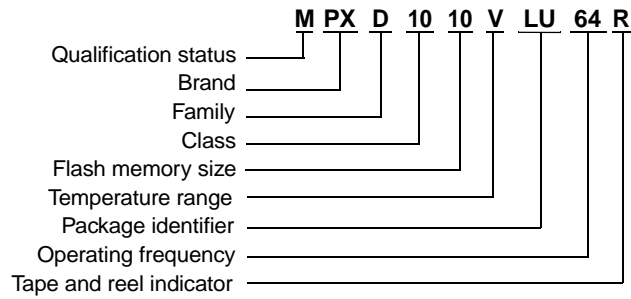 M PX D 10 10 V LU 64 R
Qualification status
Brand
Family
Class
Flash memory size
Temperature range
Package identifier
Operating frequency
Tape and reel indicator